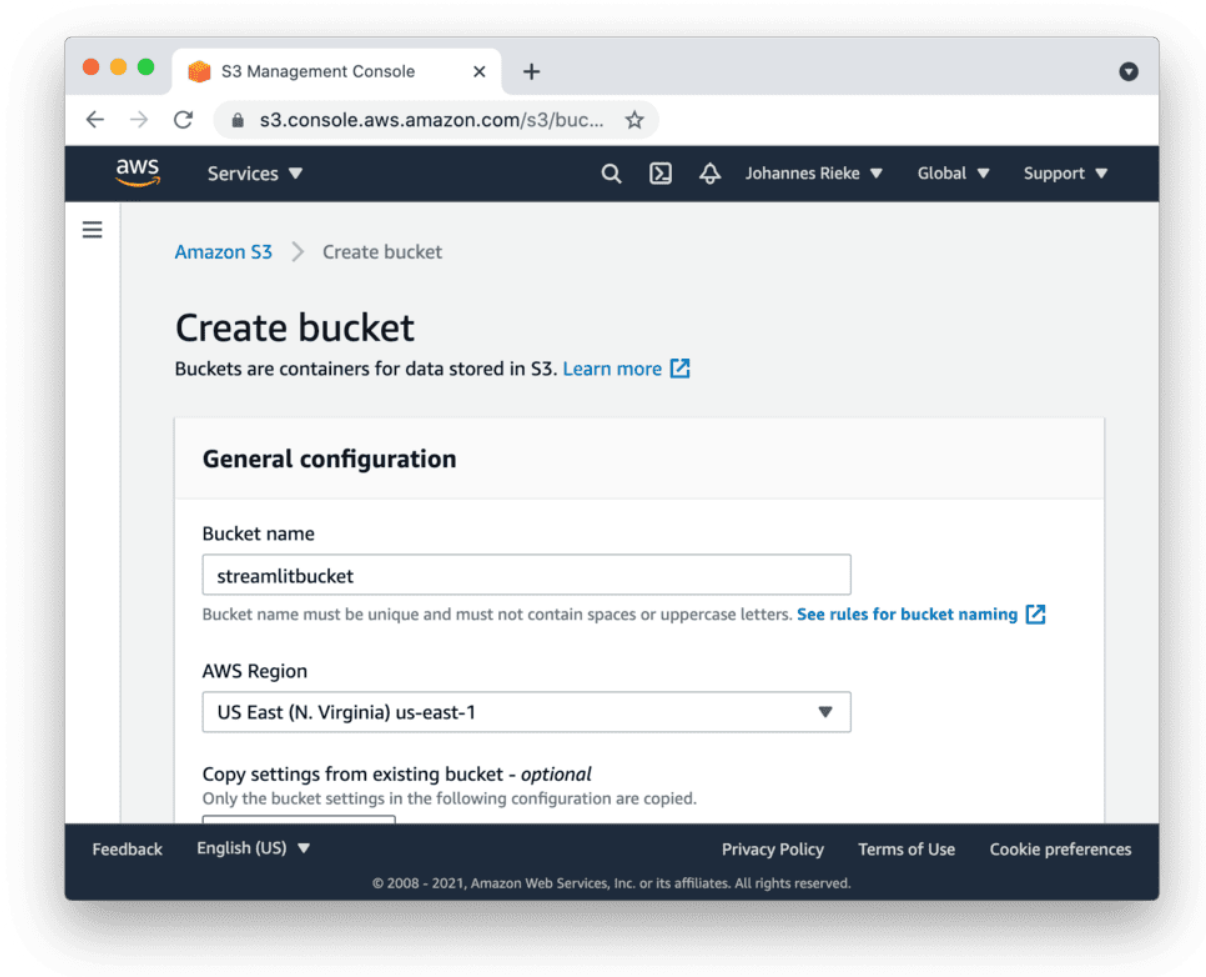 S3 Management Console
s3.console.aws.amazon.com/s3/buc...
aws Services Johannes Rieke Global Support
Amazon S3 Create bucket
Create bucket
Buckets are containers for data stored in S3. Learn more
General configuration
Bucket name
streamlitbucket
Bucket name must be unique and must not contain spaces or uppercase letters. See rules for bucket naming
AWS Region
US East (N. Virginia) us-east-1
Copy settings from existing bucket - optional
Only the bucket settings in the following configuration are copied.
Feedback English (US) Privacy Policy Terms of Use Cookie preferences
© 2008 - 2021, Amazon Web Services, Inc. or its affiliates. All rights reserved.